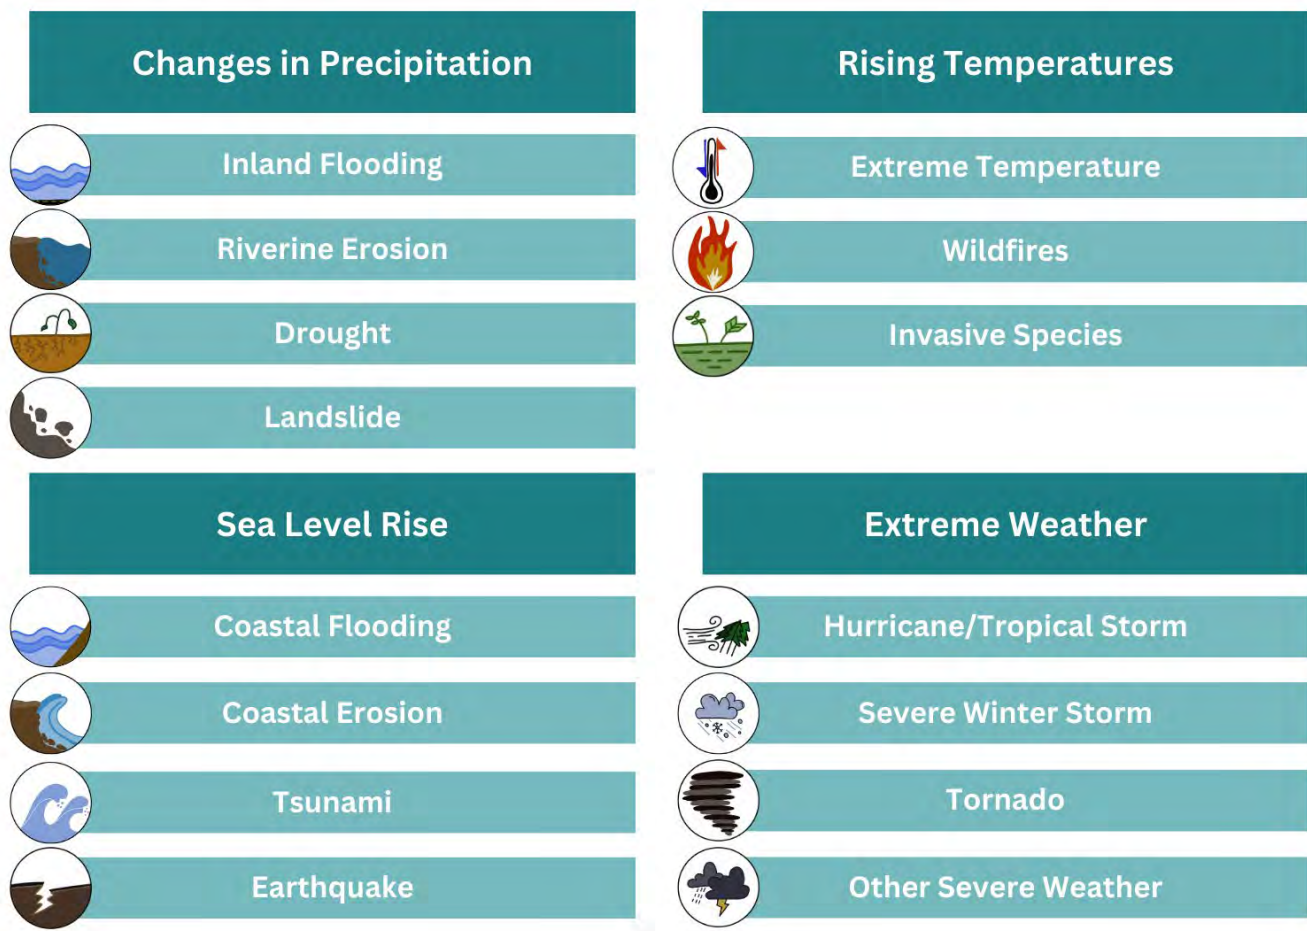 Changes in Precipitation
Inland Flooding
Riverine Erosion
Drought
Landslide
Rising Temperatures
Extreme Temperature
Wildfires
Invasive Species
Sea Level Rise
Coastal Flooding
Coastal Erosion
Tsunami
Earthquake
Extreme Weather
Hurricane/Tropical Storm
Severe Winter Storm
Tornado
Other Severe Weather